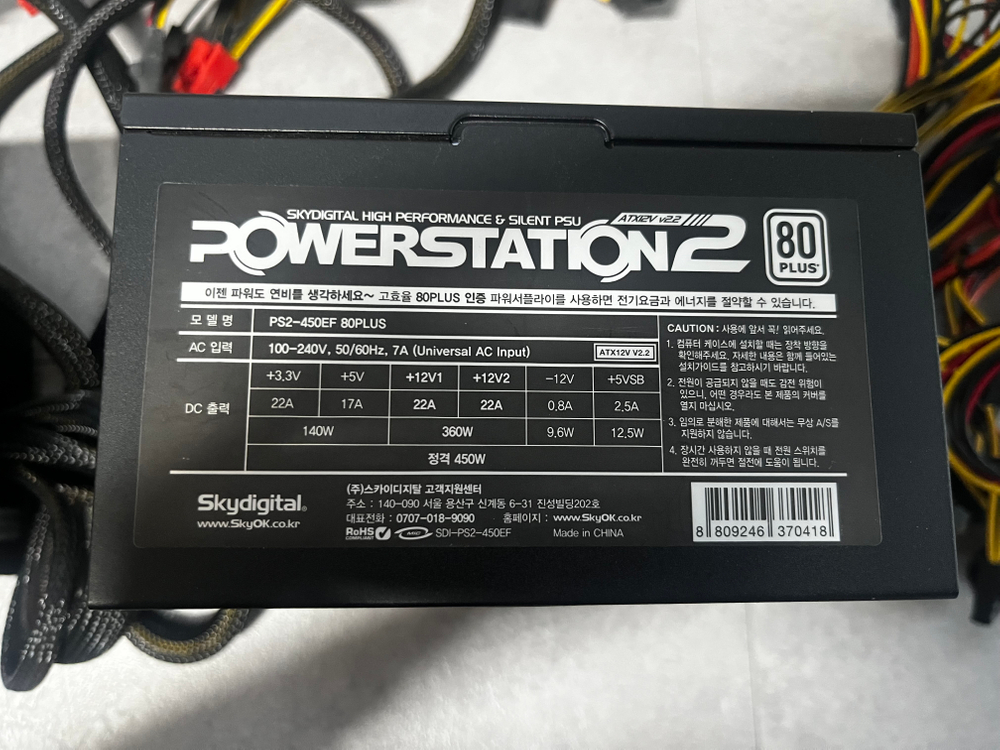 SKYDIGITAL HIGH PERFORMANCE & SILENT PSU ATX12V v2.2
POWERSTATION2
80 PLUS
이젠 파워도 연비를 생각하세요~ 고효율 80PLUS 인증 파워서플라이를 사용하면 전기요금과 에너지를 절약할 수 있습니다.
모 델 명 PS2-450EF 80PLUS
AC 입력 100-240V, 50/60Hz, 7A (Universal AC Input) ATX12V V2.2
DC 출력
+3.3V +5V +12V1 +12V2 -12V +5VSB
22A 17A 22A 22A 0.8A 2.5A
140W 360W 9.6W 12.5W
정격 450W
CAUTION : 사용에 앞서 꼭! 읽어주세요.
1. 컴퓨터 케이스에 설치할 때는 장착 방향을
확인해주세요. 자세한 내용은 함께 들어있는
설치가이드를 참고하시기 바랍니다.
2. 전원이 공급되지 않을 때도 감전 위험이
있으니, 어떤 경우라도 본 제품의 커버를
열지 마십시오.
3. 임의로 분해한 제품에 대해서는 무상 A/S를
지원하지 않습니다.
4. 장시간 사용하지 않을 때 전원 스위치를
완전히 꺼두면 절전에 도움이 됩니다.
Skydigital.
www.SkyOK.co.kr
(주)스카이디지탈 고객지원센터
주소 : 140-090 서울 용산구 신계동 6-31 진성빌딩202호
대표전화 : 0707-018-9090 홈페이지 : www.SkyOK.co.kr
RoHS COMPLIANT MIC SDI-PS2-450EF Made in CHINA
8 809246 370418